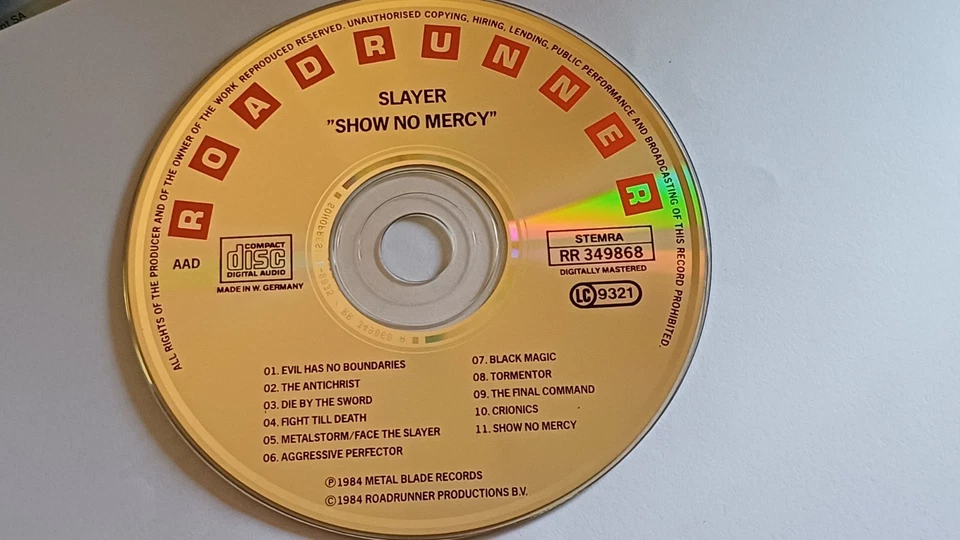 ALL RIGHTS OF THE PRODUCER AND OF THE OWNER OF THE WORK REPRODUCED RESERVED. UNAUTHORISED COPYING, HIRING, LENDING, PUBLIC PERFORMANCE AND BROADCASTING OF THIS RECORD PROHIBITED.
ROADRUNNER
SLAYER
”SHOW NO MERCY”
AAD
COMPACT
disc
DIGITAL AUDIO
MADE IN W. GERMANY
STEMRA
RR 349868
DIGITALLY MASTERED
LC 9321
01. EVIL HAS NO BOUNDARIES
02. THE ANTICHRIST
03. DIE BY THE SWORD
04. FIGHT TILL DEATH
05. METALSTORM/FACE THE SLAYER
06. AGGRESSIVE PERFECTOR
07. BLACK MAGIC
08. TORMENTOR
09. THE FINAL COMMAND
10. CRIONICS
11. SHOW NO MERCY
Ⓟ1984 METAL BLADE RECORDS
©1984 ROADRUNNER PRODUCTIONS B.V.